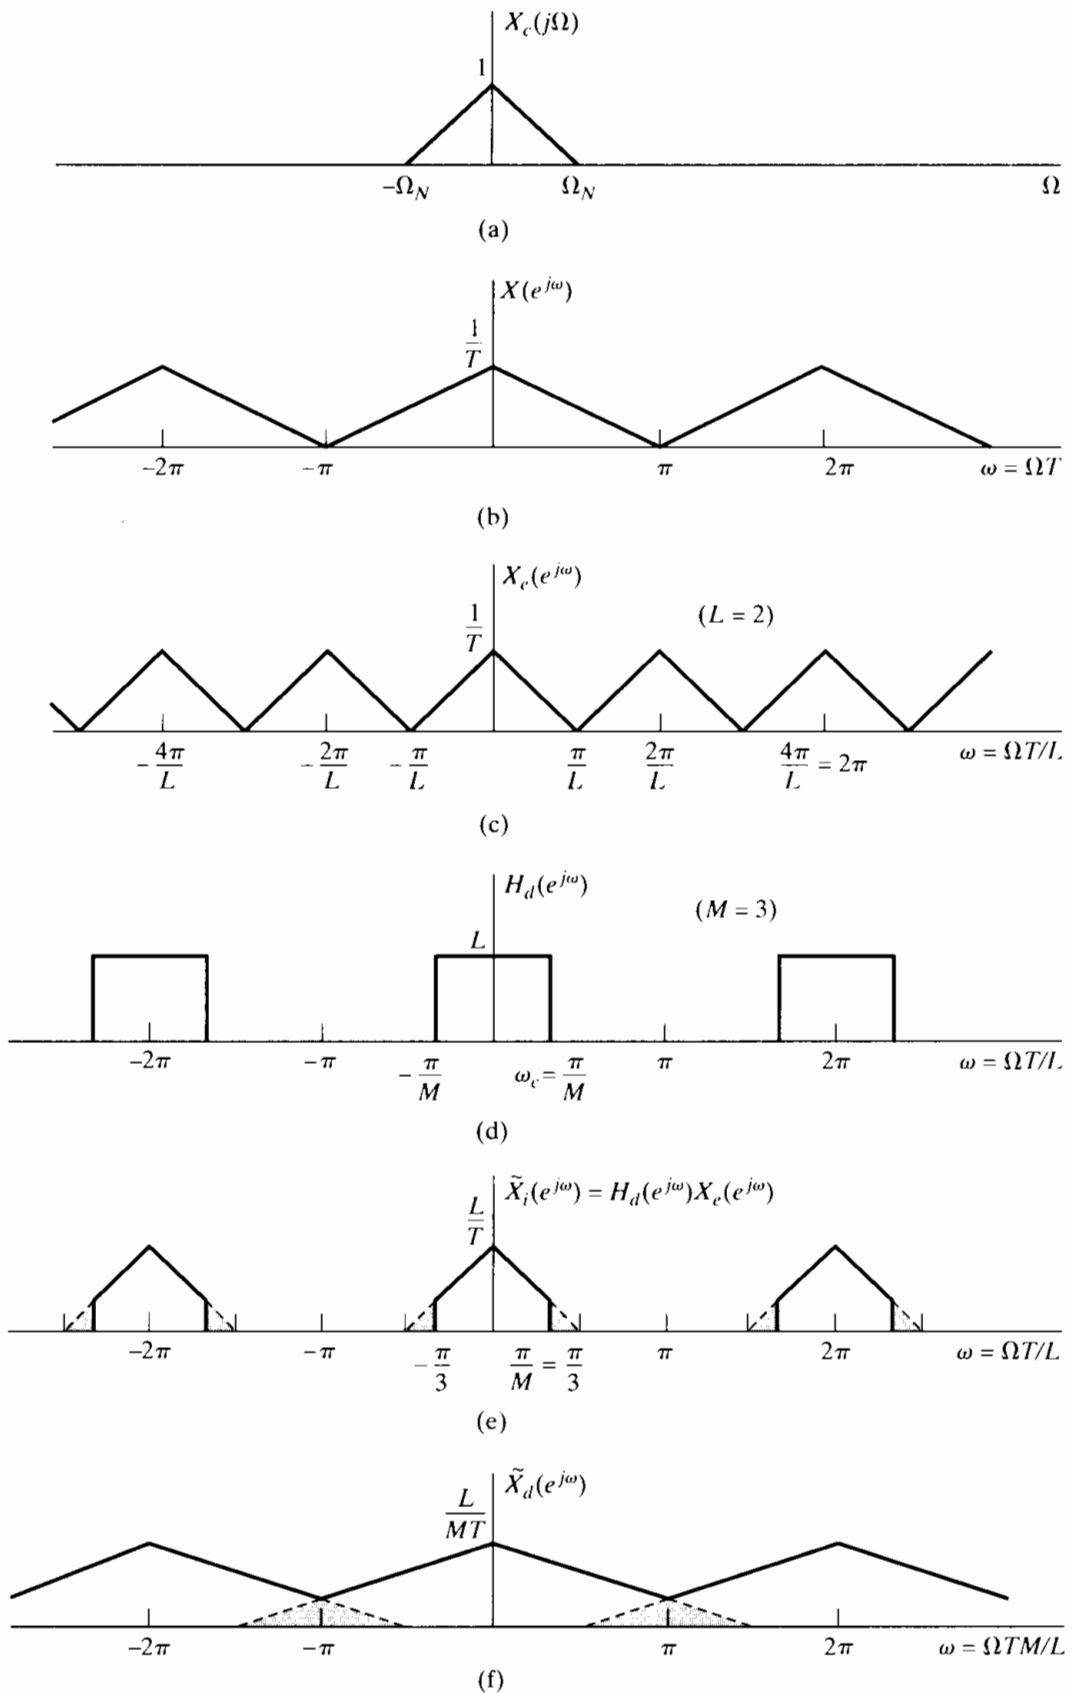 X_c(jΩ)
1
−Ω_N Ω_N Ω
(a)
X(e^{jω})
1/T
−2π −π π 2π ω = ΩT
(b)
X_e(e^{jω})
1/T (L = 2)
−4π/L −2π/L −π/L π/L 2π/L 4π/L = 2π ω = ΩT/L
(c)
H_d(e^{jω})
(M = 3)
L
−2π −π −π/M ω_c = π/M π 2π ω = ΩT/L
(d)
X̃_i(e^{jω}) = H_d(e^{jω})X_e(e^{jω})
L/T
−2π −π −π/3 π/M = π/3 π 2π ω = ΩT/L
(e)
X̃_d(e^{jω})
L/MT
−2π −π π 2π ω = ΩTM/L
(f)